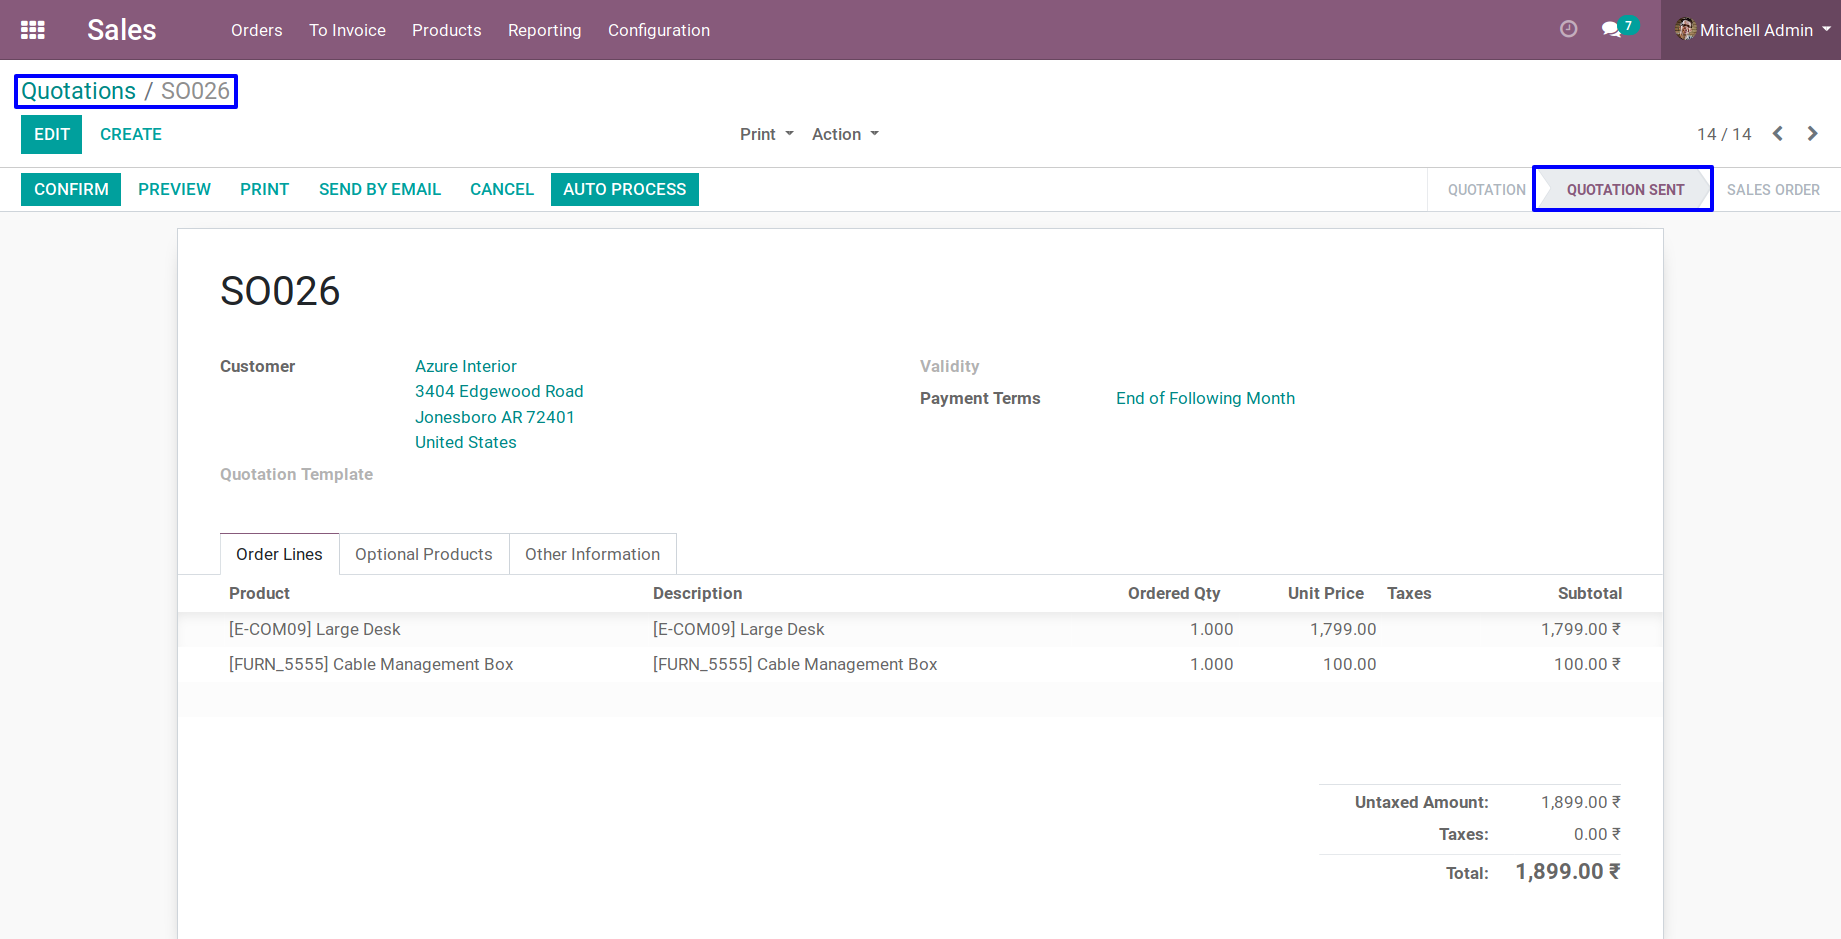 Sales Orders To Invoice Products Reporting Configuration 7 Mitchell Admin
Quotations / SO026
EDIT CREATE Print Action 14 / 14
CONFIRM PREVIEW PRINT SEND BY EMAIL CANCEL AUTO PROCESS QUOTATION QUOTATION SENT SALES ORDER
SO026
Customer Azure Interior Validity
3404 Edgewood Road Payment Terms End of Following Month
Jonesboro AR 72401
United States
Quotation Template
Order Lines Optional Products Other Information
Product Description Ordered Qty Unit Price Taxes Subtotal
[E-COM09] Large Desk [E-COM09] Large Desk 1.000 1,799.00 1,799.00 ₹
[FURN_5555] Cable Management Box [FURN_5555] Cable Management Box 1.000 100.00 100.00 ₹
Untaxed Amount: 1,899.00 ₹
Taxes: 0.00 ₹
Total: 1,899.00 ₹